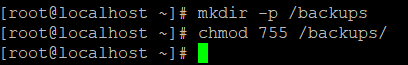 [root@localhost ~]# mkdir -p /backups
[root@localhost ~]# chmod 755 /backups/
[root@localhost ~]#